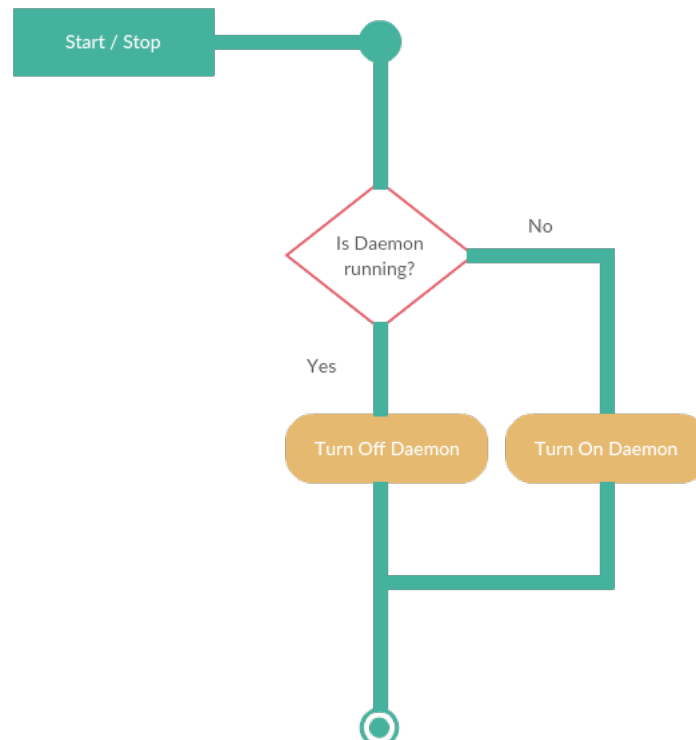 Start / Stop
No
Is Daemon
running?
Yes
Turn Off Daemon
Turn On Daemon